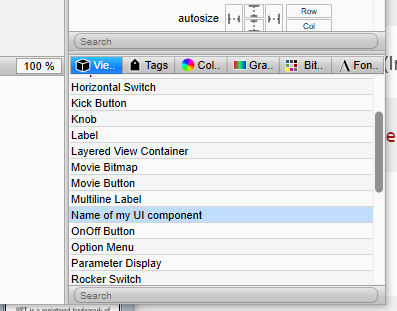 autosize
Row
Col
Search
100 %
Vie..
Tags
Col..
Gra..
Bit..
Fon..
Horizontal Switch
Kick Button
Knob
Label
Layered View Container
Movie Bitmap
Movie Button
Multiline Label
Name of my UI component
OnOff Button
Option Menu
Parameter Display
Rocker Switch
Search